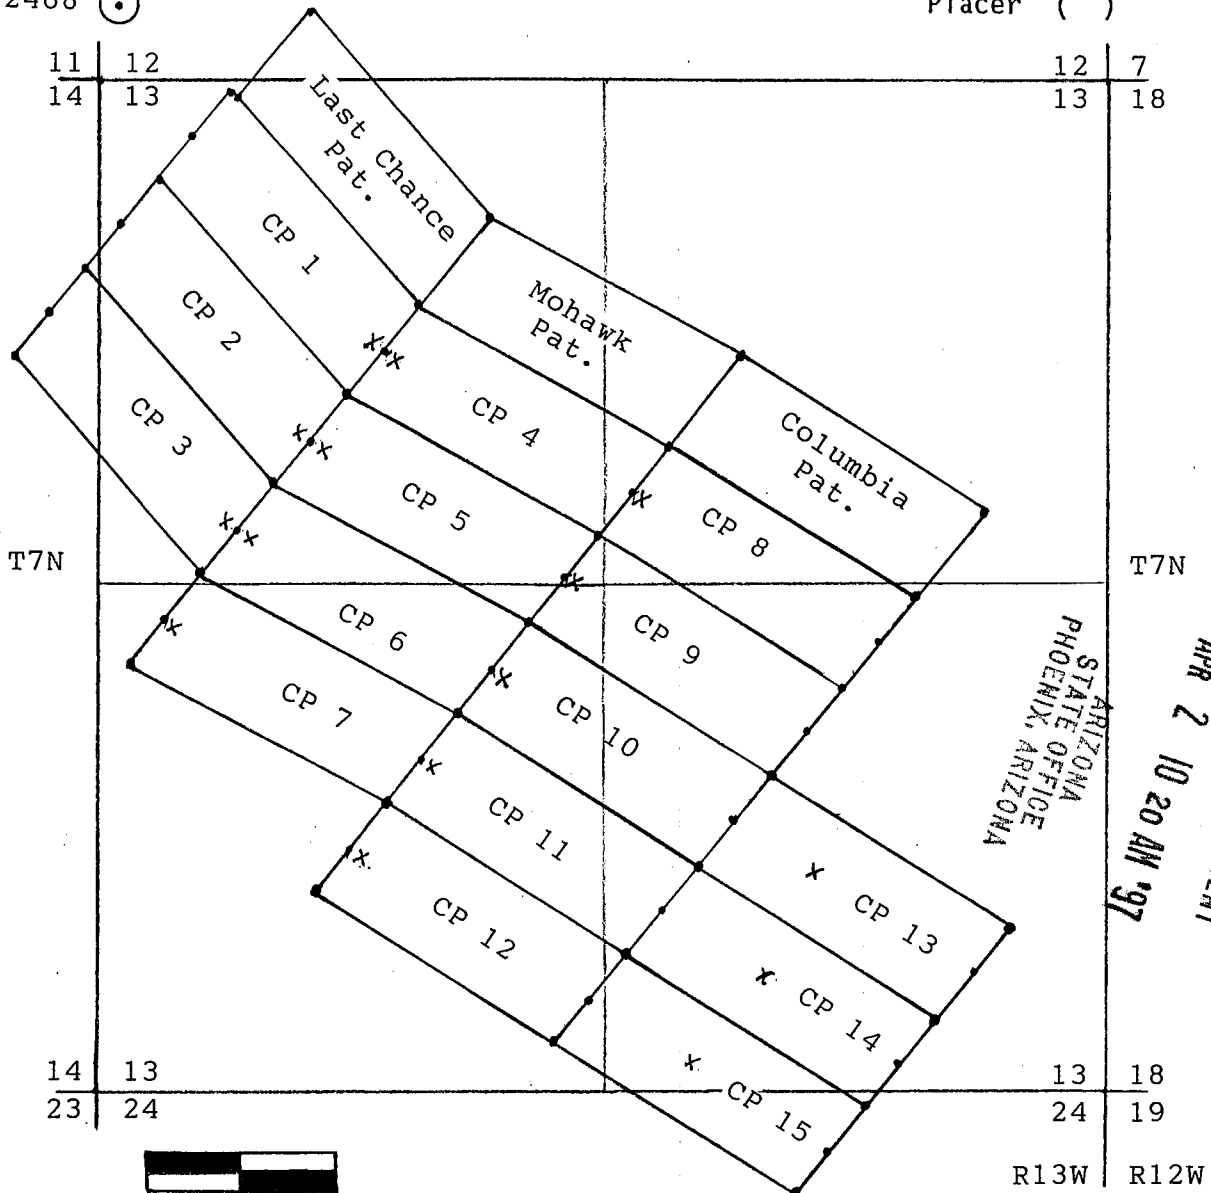 Placer ( )
11 12
12 7
14 13
13 18
Last Chance
Pat.
CP 1
Mohawk
Pat.
CP 2
CP 3
CP 4
Columbia
Pat.
CP 5
CP 8
T7N
T7N
CP 6
CP 9
CP 7
CP 10
CP 11
CP 12
CP 13
CP 14
CP 15
ARIZONA
STATE OFFICE
PHOENIX, ARIZONA
APR 2 10 20 AM '97
14 13
13 18
23 24
24 19
R13W R12W